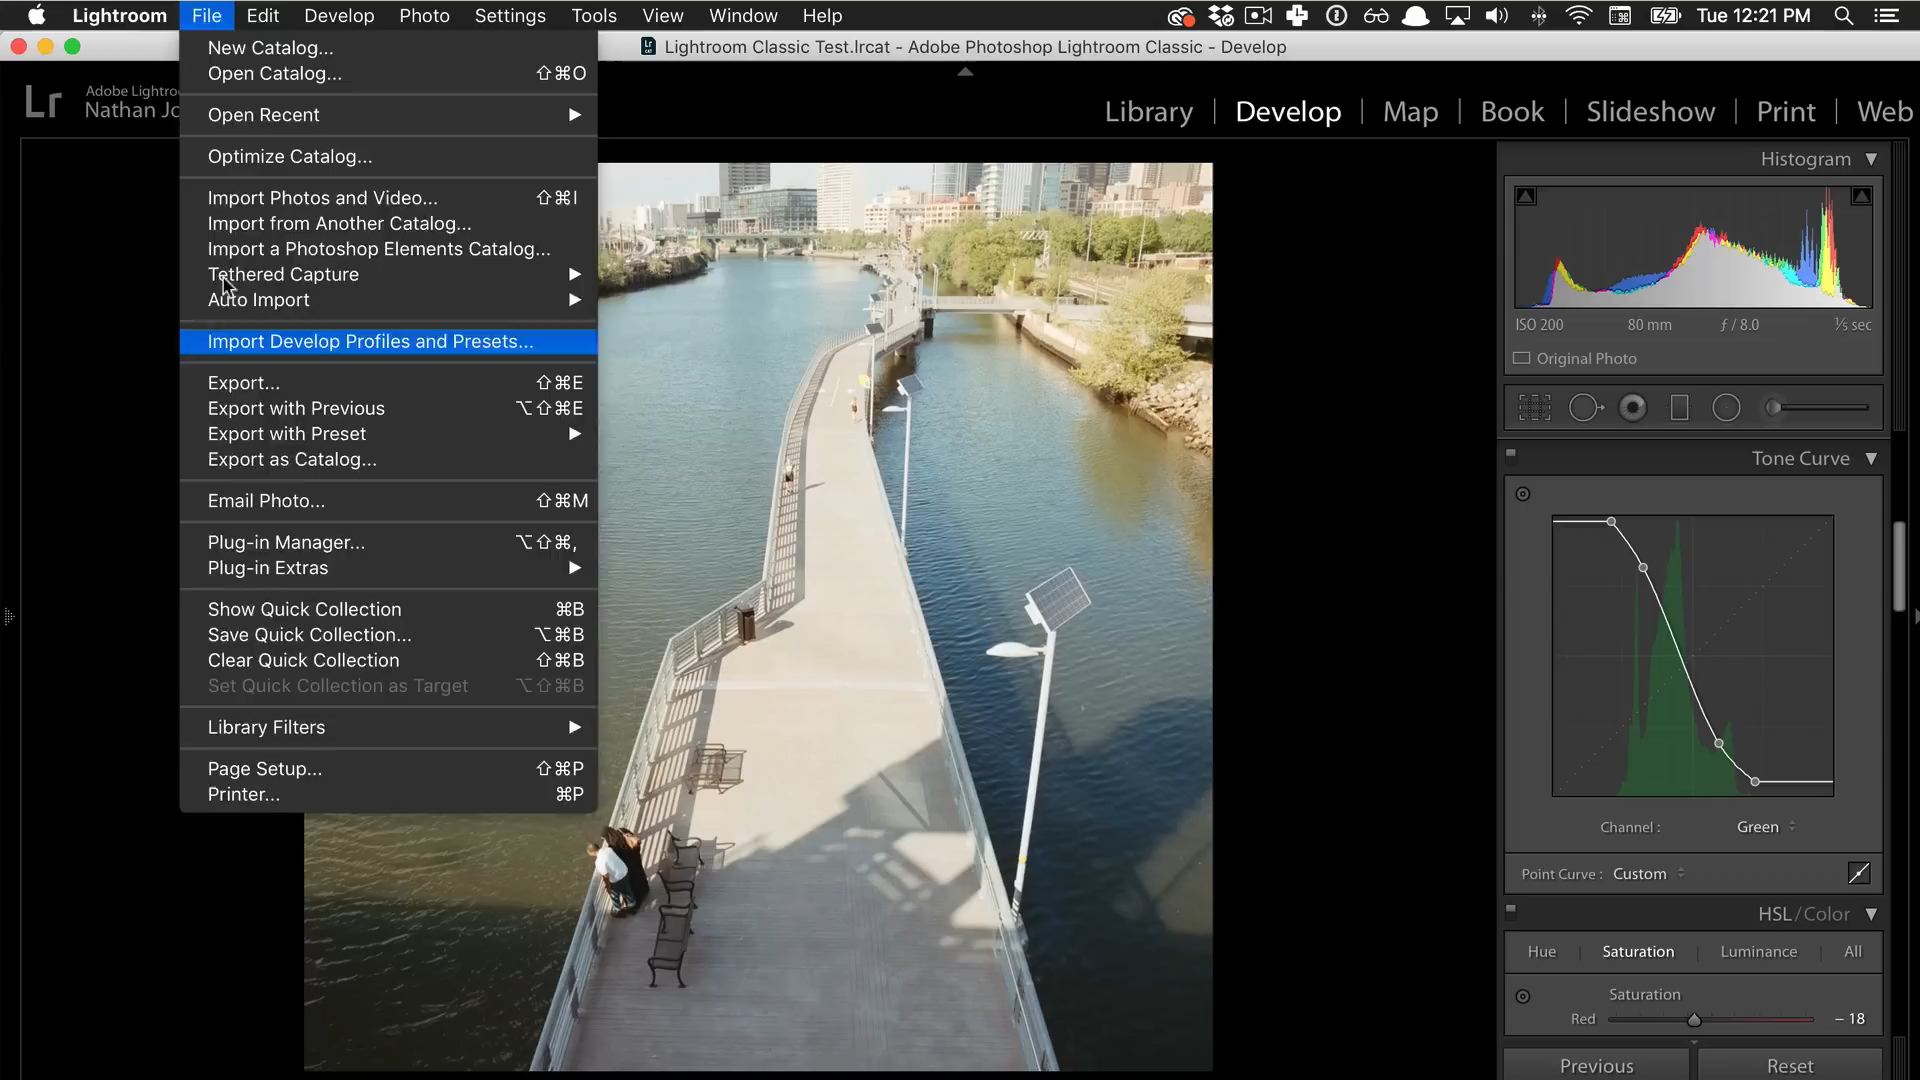 Lightroom File Edit Develop Photo Settings Tools View Window Help Tue 12:21 PM
Lightroom Classic Test.lrcat - Adobe Photoshop Lightroom Classic - Develop
Lr Adobe Lightro
Nathan Jo
Library | Develop | Map | Book | Slideshow | Print | Web
New Catalog...
Open Catalog... ⇧⌘O
Open Recent ▶
Optimize Catalog...
Import Photos and Video... ⇧⌘I
Import from Another Catalog...
Import a Photoshop Elements Catalog...
Tethered Capture ▶
Auto Import ▶
Import Develop Profiles and Presets...
Export... ⇧⌘E
Export with Previous ⌥⇧⌘E
Export with Preset ▶
Export as Catalog...
Email Photo... ⇧⌘M
Plug-in Manager... ⌥⇧⌘,
Plug-in Extras ▶
Show Quick Collection ⌘B
Save Quick Collection... ⌥⌘B
Clear Quick Collection ⇧⌘B
Set Quick Collection as Target ⌥⇧⌘B
Library Filters ▶
Page Setup... ⇧⌘P
Printer... ⌘P
Histogram ▼
ISO 200 80 mm ƒ / 8.0 ⅕ sec
Original Photo
Tone Curve ▼
Channel : Green
Point Curve : Custom
HSL / Color ▼
Hue | Saturation | Luminance | All
Saturation
Red − 18
Previous Reset